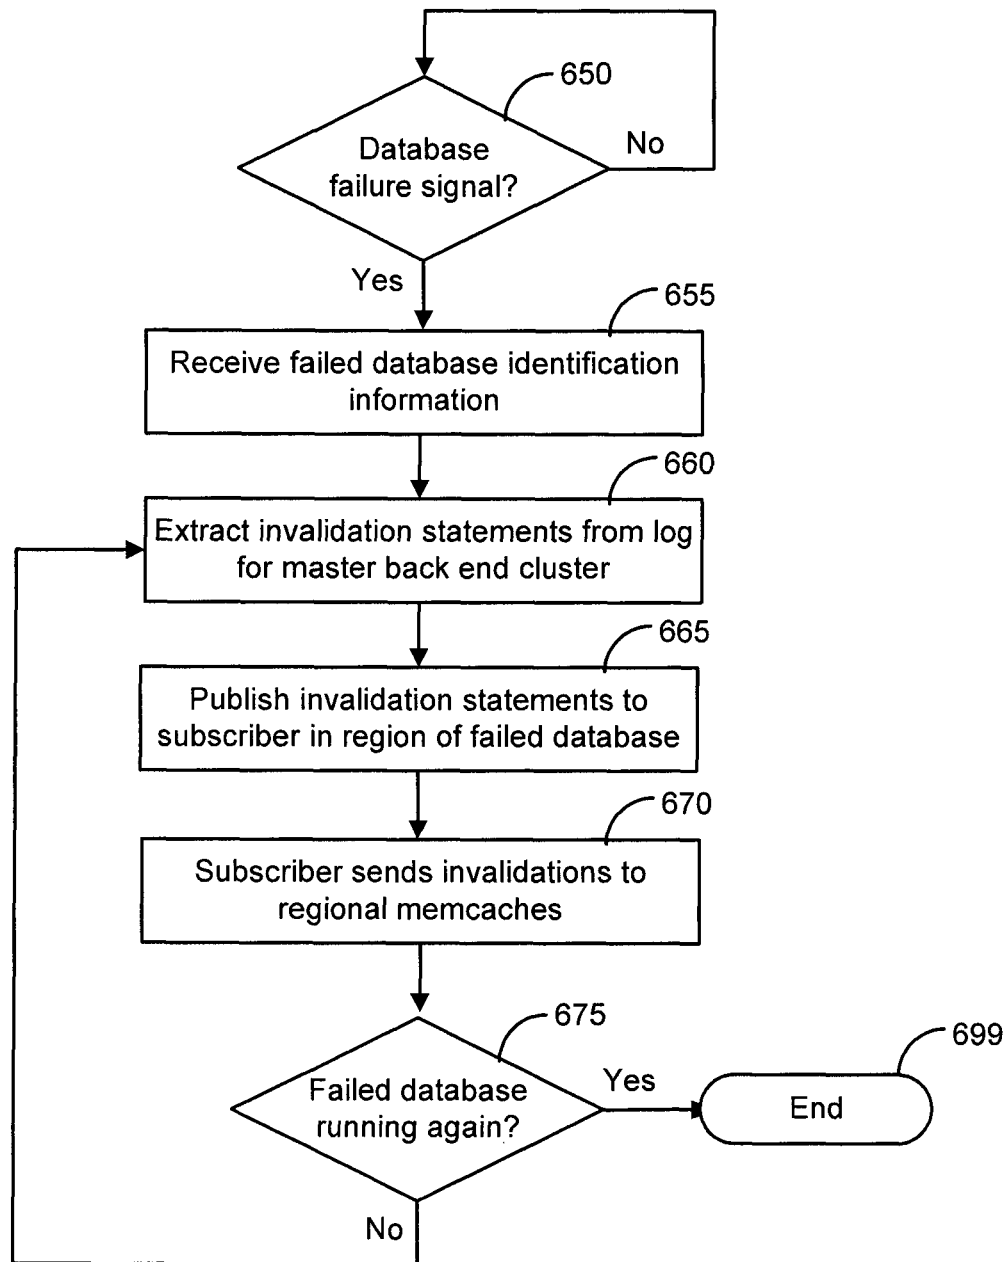 650
Database
failure signal?
No
Yes
655
Receive failed database identification
information
660
Extract invalidation statements from log
for master back end cluster
665
Publish invalidation statements to
subscriber in region of failed database
670
Subscriber sends invalidations to
regional memcaches
675
Failed database
running again?
Yes
699
End
No